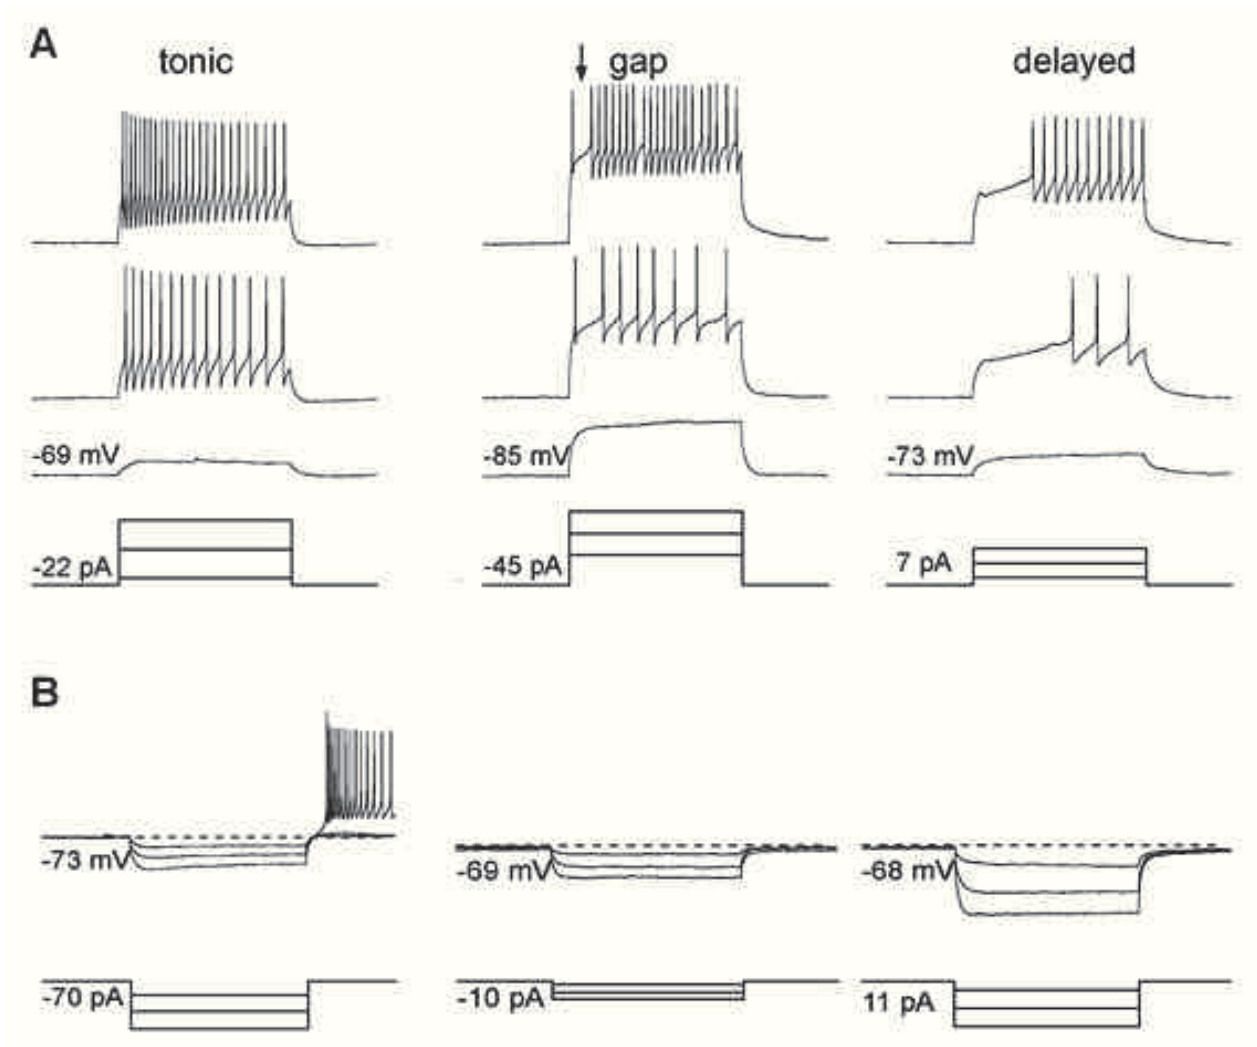 A
tonic
gap
delayed
-69 mV
-85 mV
-73 mV
-22 pA
-45 pA
7 pA
B
-73 mV
-69 mV
-68 mV
-70 pA
-10 pA
11 pA